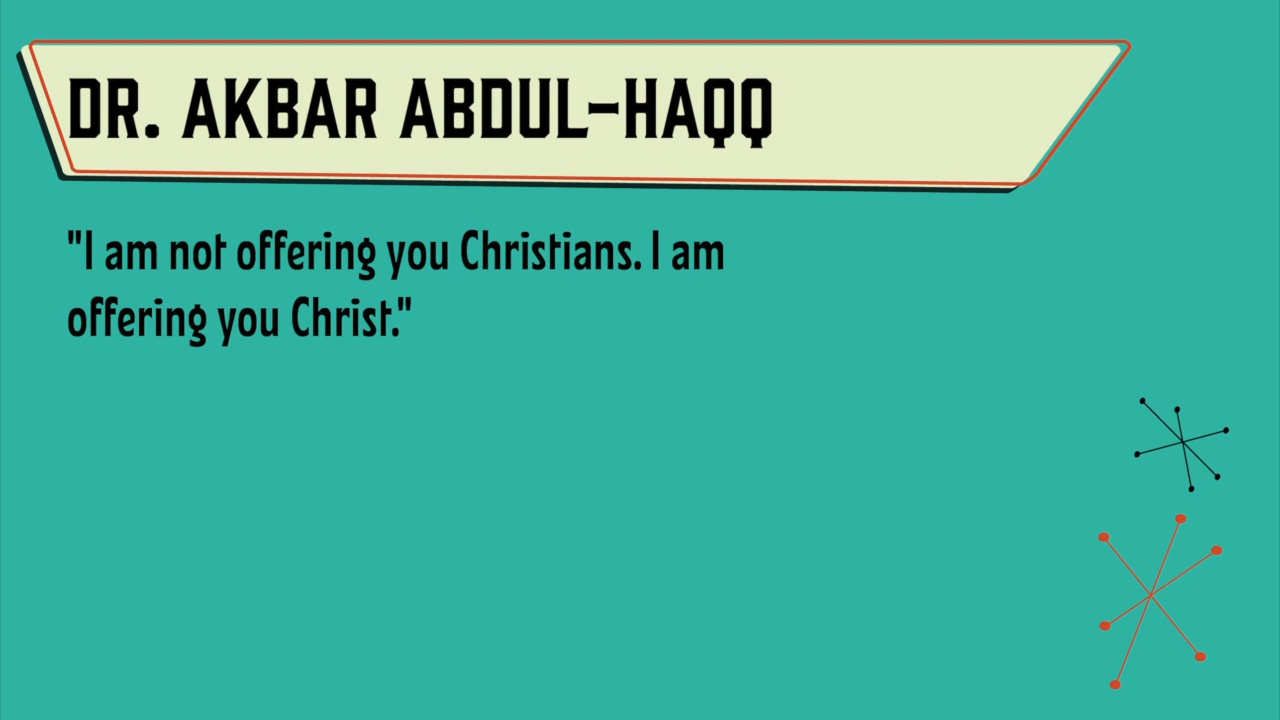 DR. AKBAR ABDUL-HAQQ
"I am not offering you Christians. I am
offering you Christ."